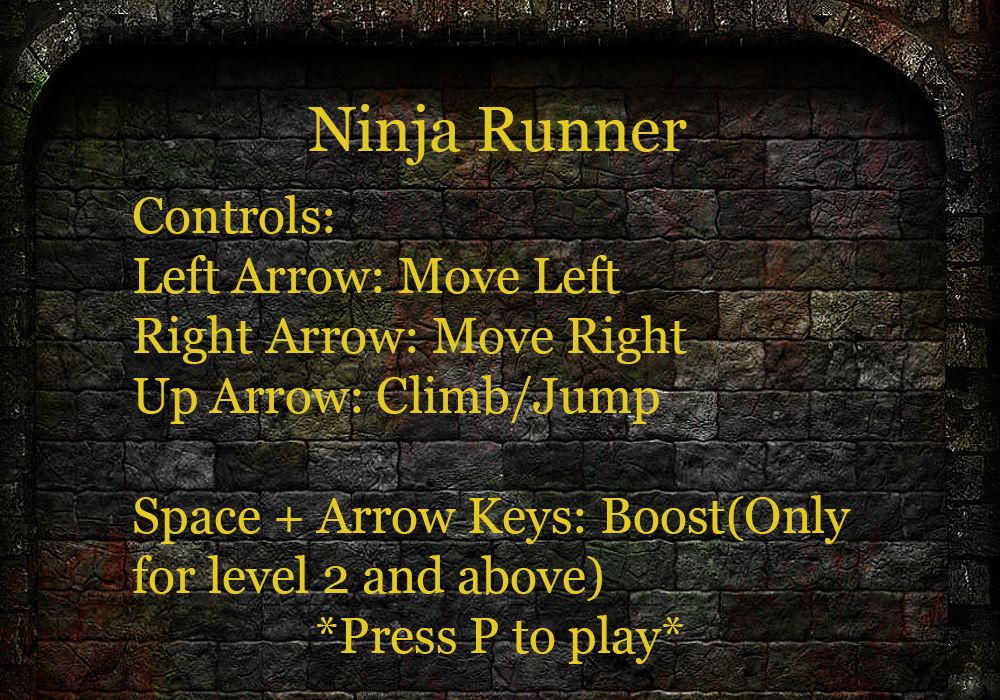 Ninja Runner
Controls:
Left Arrow: Move Left
Right Arrow: Move Right
Up Arrow: Climb/Jump
Space + Arrow Keys: Boost(Only
for level 2 and above)
*Press P to play*